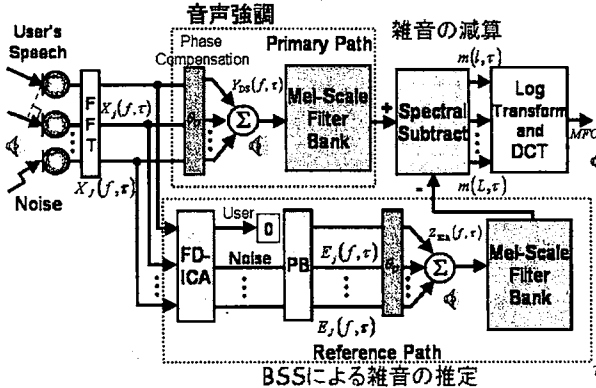 音声強調
雑音の減算
User's
Speech
Phase
Compensation
Primary Path
F
F
T
X_J(f,τ)
X_J(f,τ)
Y_DS(f,τ)
Σ
Mel-Scale
Filter
Bank
+
Spectral
Subtract
-
m(l,τ)
m(L,τ)
Log
Transform
and
DCT
MFC
Noise
FD-
ICA
User
0
Noise
PB
E_J(f,τ)
E_J(f,τ)
Σ
Mel-Scale
Filter
Bank
Reference Path
BSSによる雑音の推定